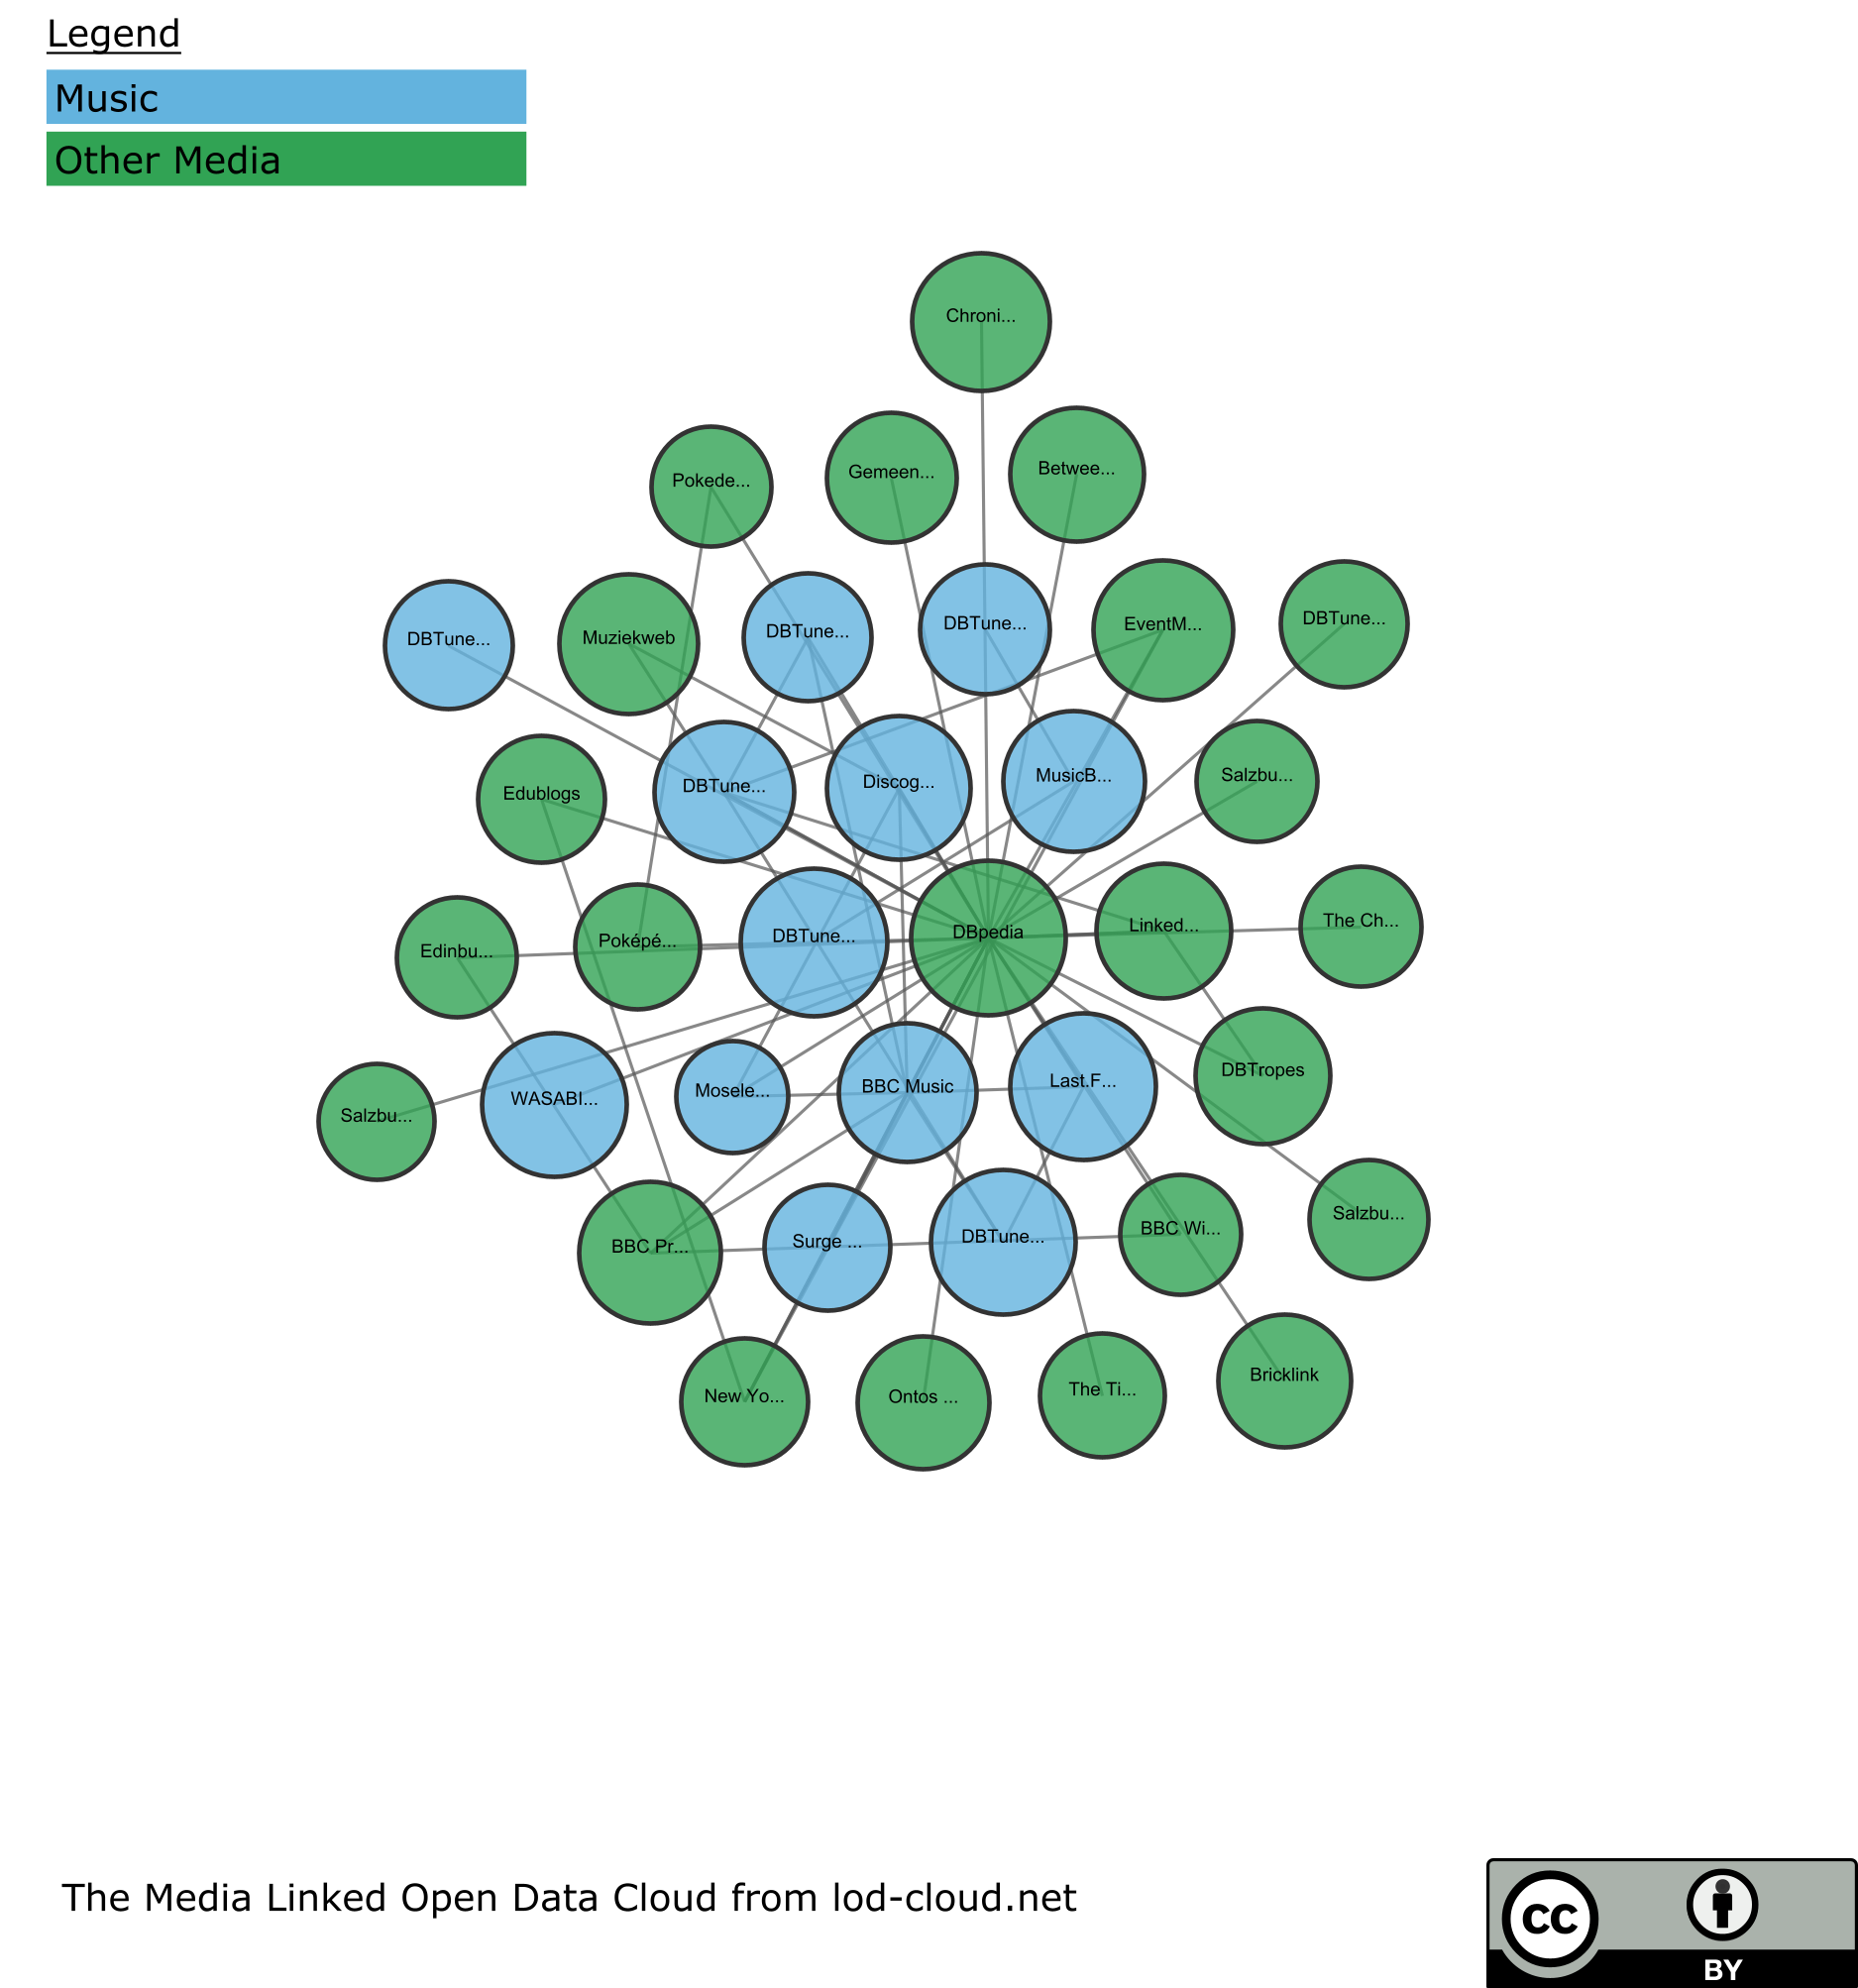 Legend
Music
Other Media
Chroni...
Betwee...
Gemeen...
Pokede...
DBTune...
EventM...
DBTune...
DBTune...
Muziekweb
DBTune...
Salzbu...
MusicB...
Discog...
DBTune...
Edublogs
The Ch...
Linked...
DBpedia
DBTune...
Poképé...
Edinbu...
DBTropes
Last.F...
BBC Music
Mosele...
WASABI...
Salzbu...
Salzbu...
BBC Wi...
DBTune...
Surge ...
BBC Pr...
Bricklink
The Ti...
Ontos ...
New Yo...
The Media Linked Open Data Cloud from lod-cloud.net
cc
BY